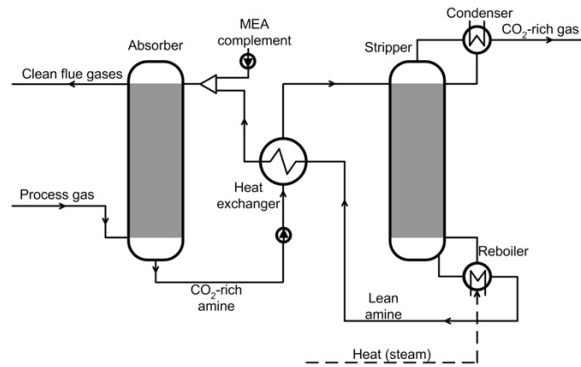 Condenser
MEA
complement
CO₂-rich gas
Absorber
Stripper
Clean flue gases
Heat
exchanger
Process gas
Reboiler
CO₂-rich
amine
Lean
amine
Heat (steam)